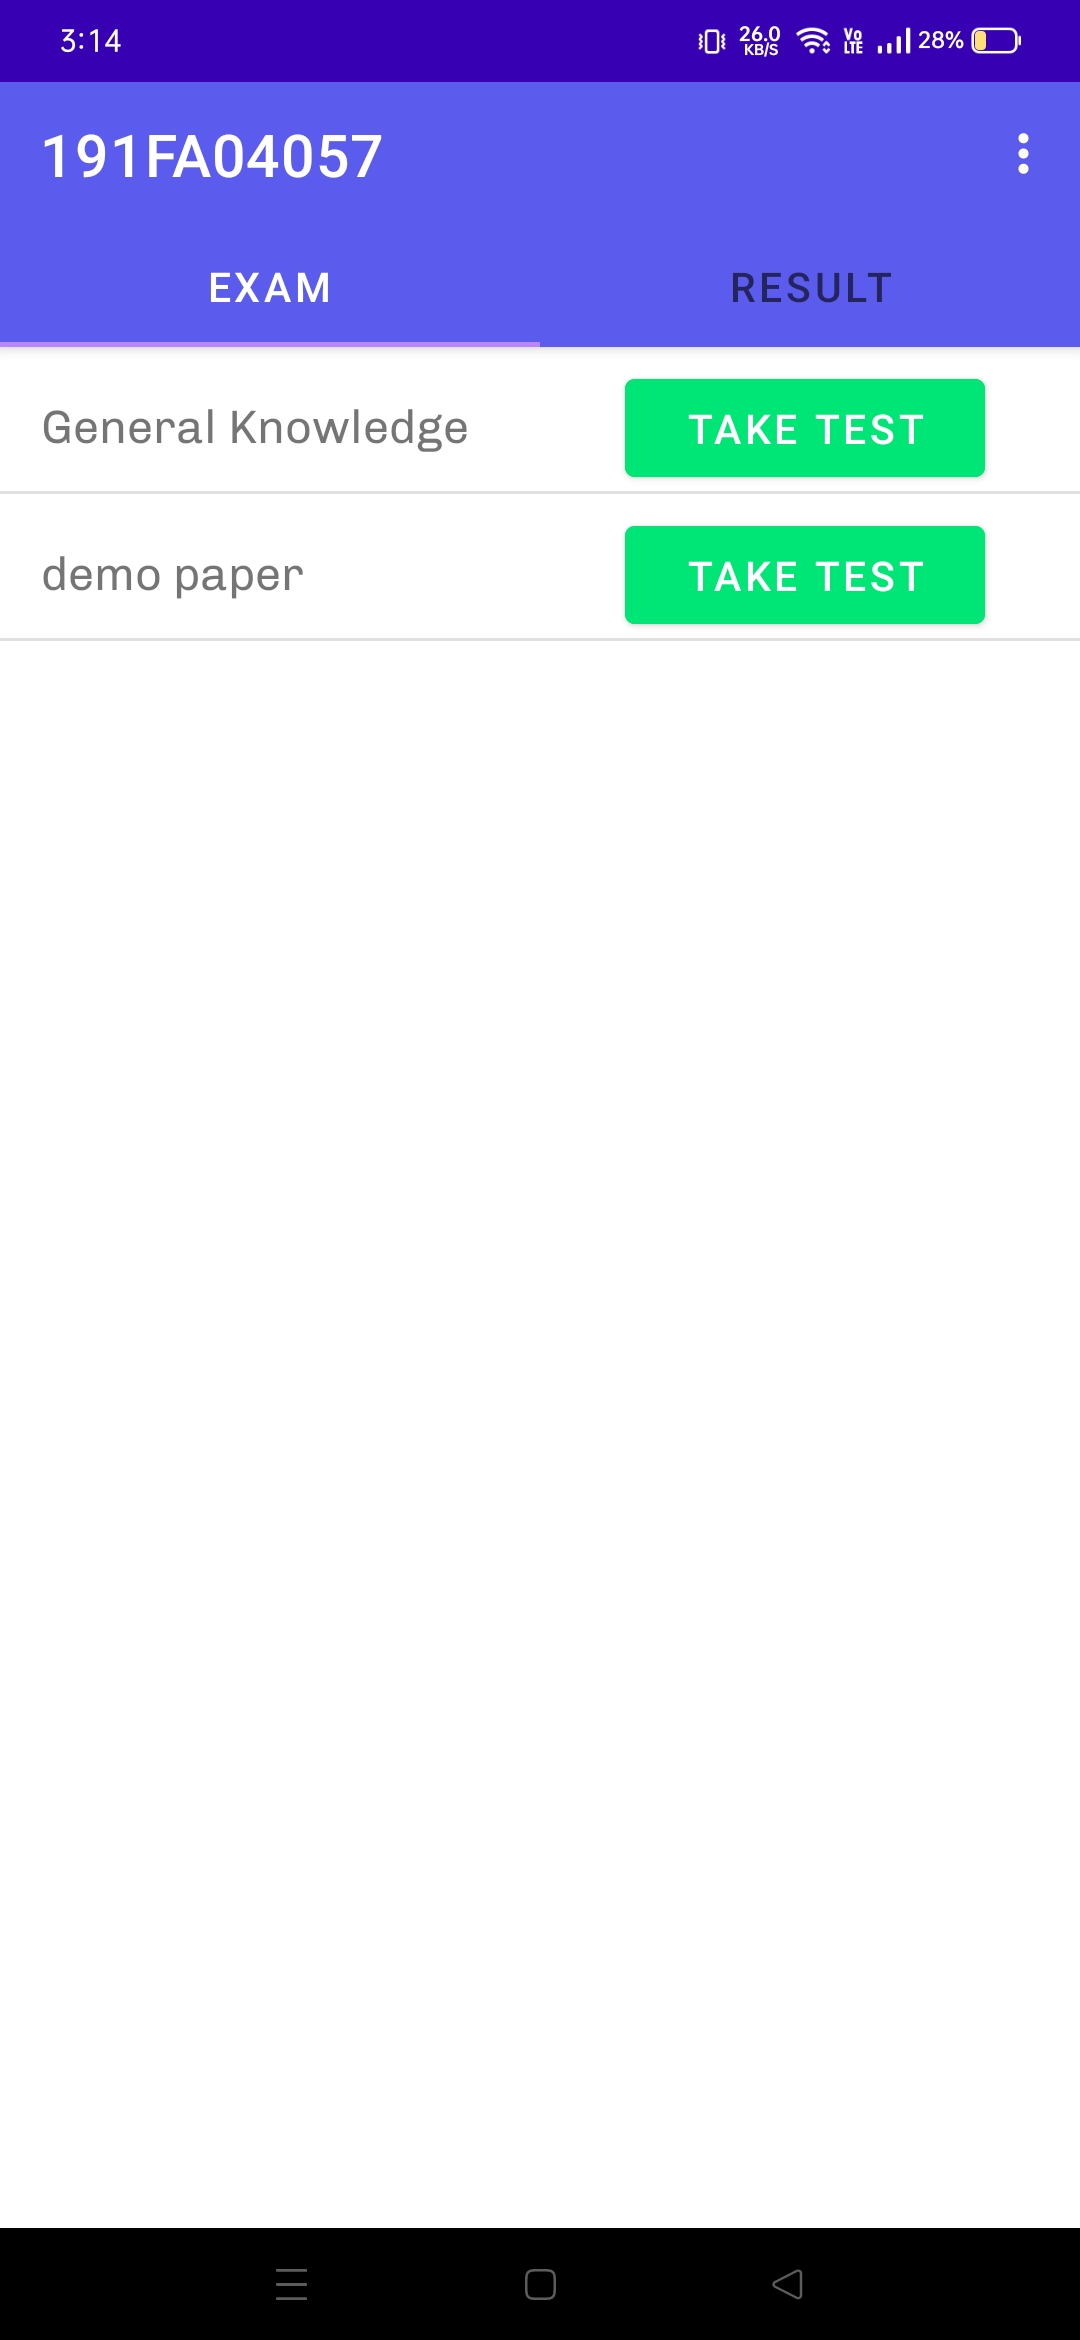 3:14 26.0 KB/S Vo LTE 28%
191FA04057
EXAM RESULT
General Knowledge TAKE TEST
demo paper TAKE TEST